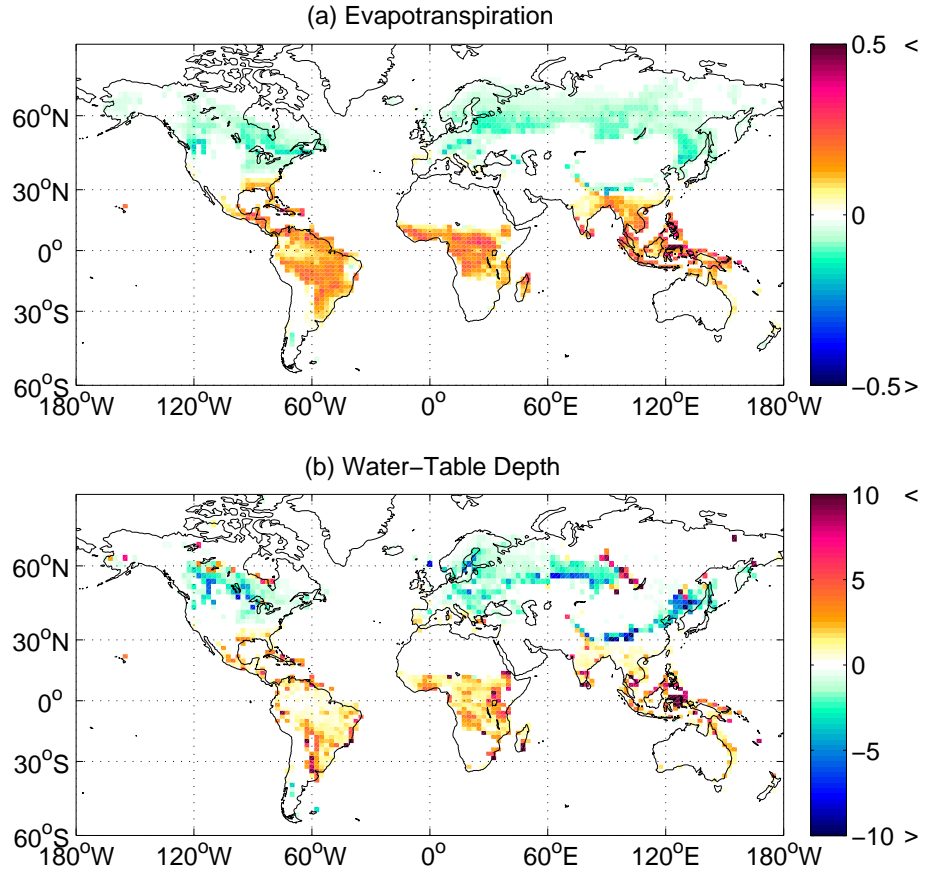 (a) Evapotranspiration
60°N
30°N
0°
30°S
60°S
180°W 120°W 60°W 0° 60°E 120°E 180°W
0.5 <
0
−0.5 >
(b) Water−Table Depth
60°N
30°N
0°
30°S
60°S
180°W 120°W 60°W 0° 60°E 120°E 180°W
10 <
5
0
−5
−10 >